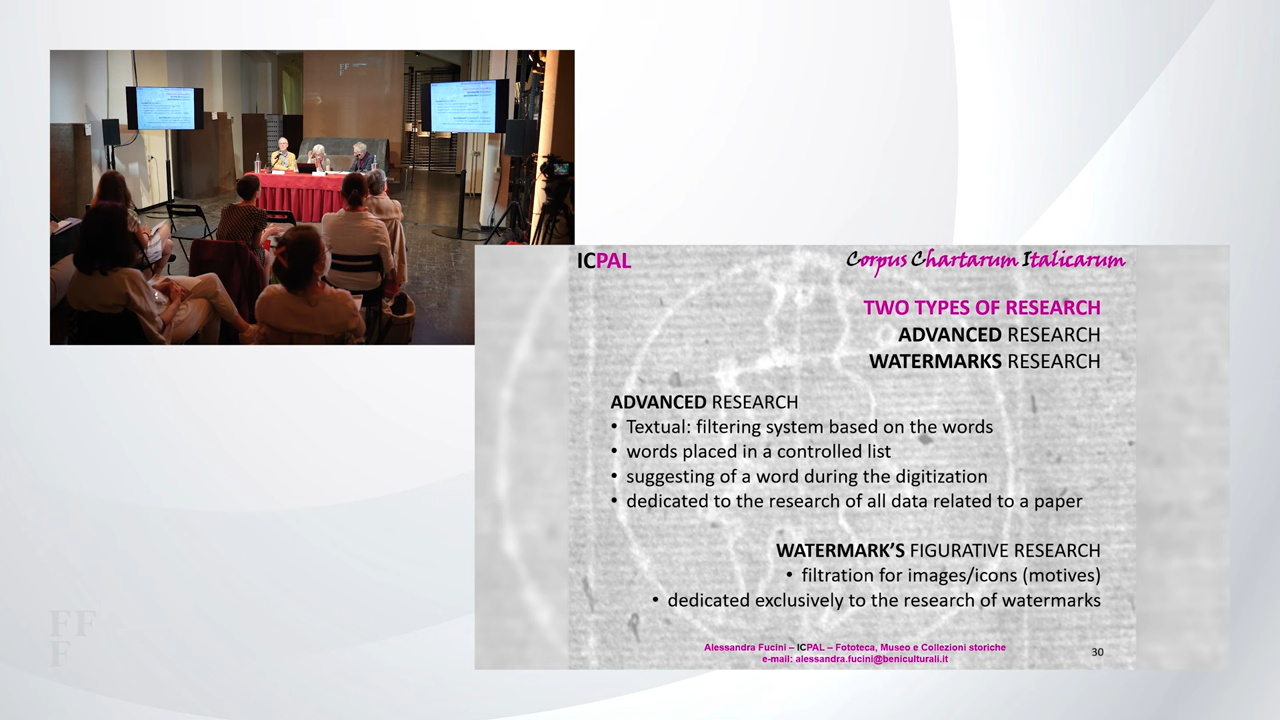 ICPAL
Corpus Chartarum Italicarum
TWO TYPES OF RESEARCH
ADVANCED RESEARCH
WATERMARKS RESEARCH
ADVANCED RESEARCH
• Textual: filtering system based on the words
• words placed in a controlled list
• suggesting of a word during the digitization
• dedicated to the research of all data related to a paper
WATERMARK’S FIGURATIVE RESEARCH
• filtration for images/icons (motives)
• dedicated exclusively to the research of watermarks
Alessandra Fucini – ICPAL – Fototeca, Museo e Collezioni storiche
e-mail: alessandra.fucini@beniculturali.it
30
FF
F